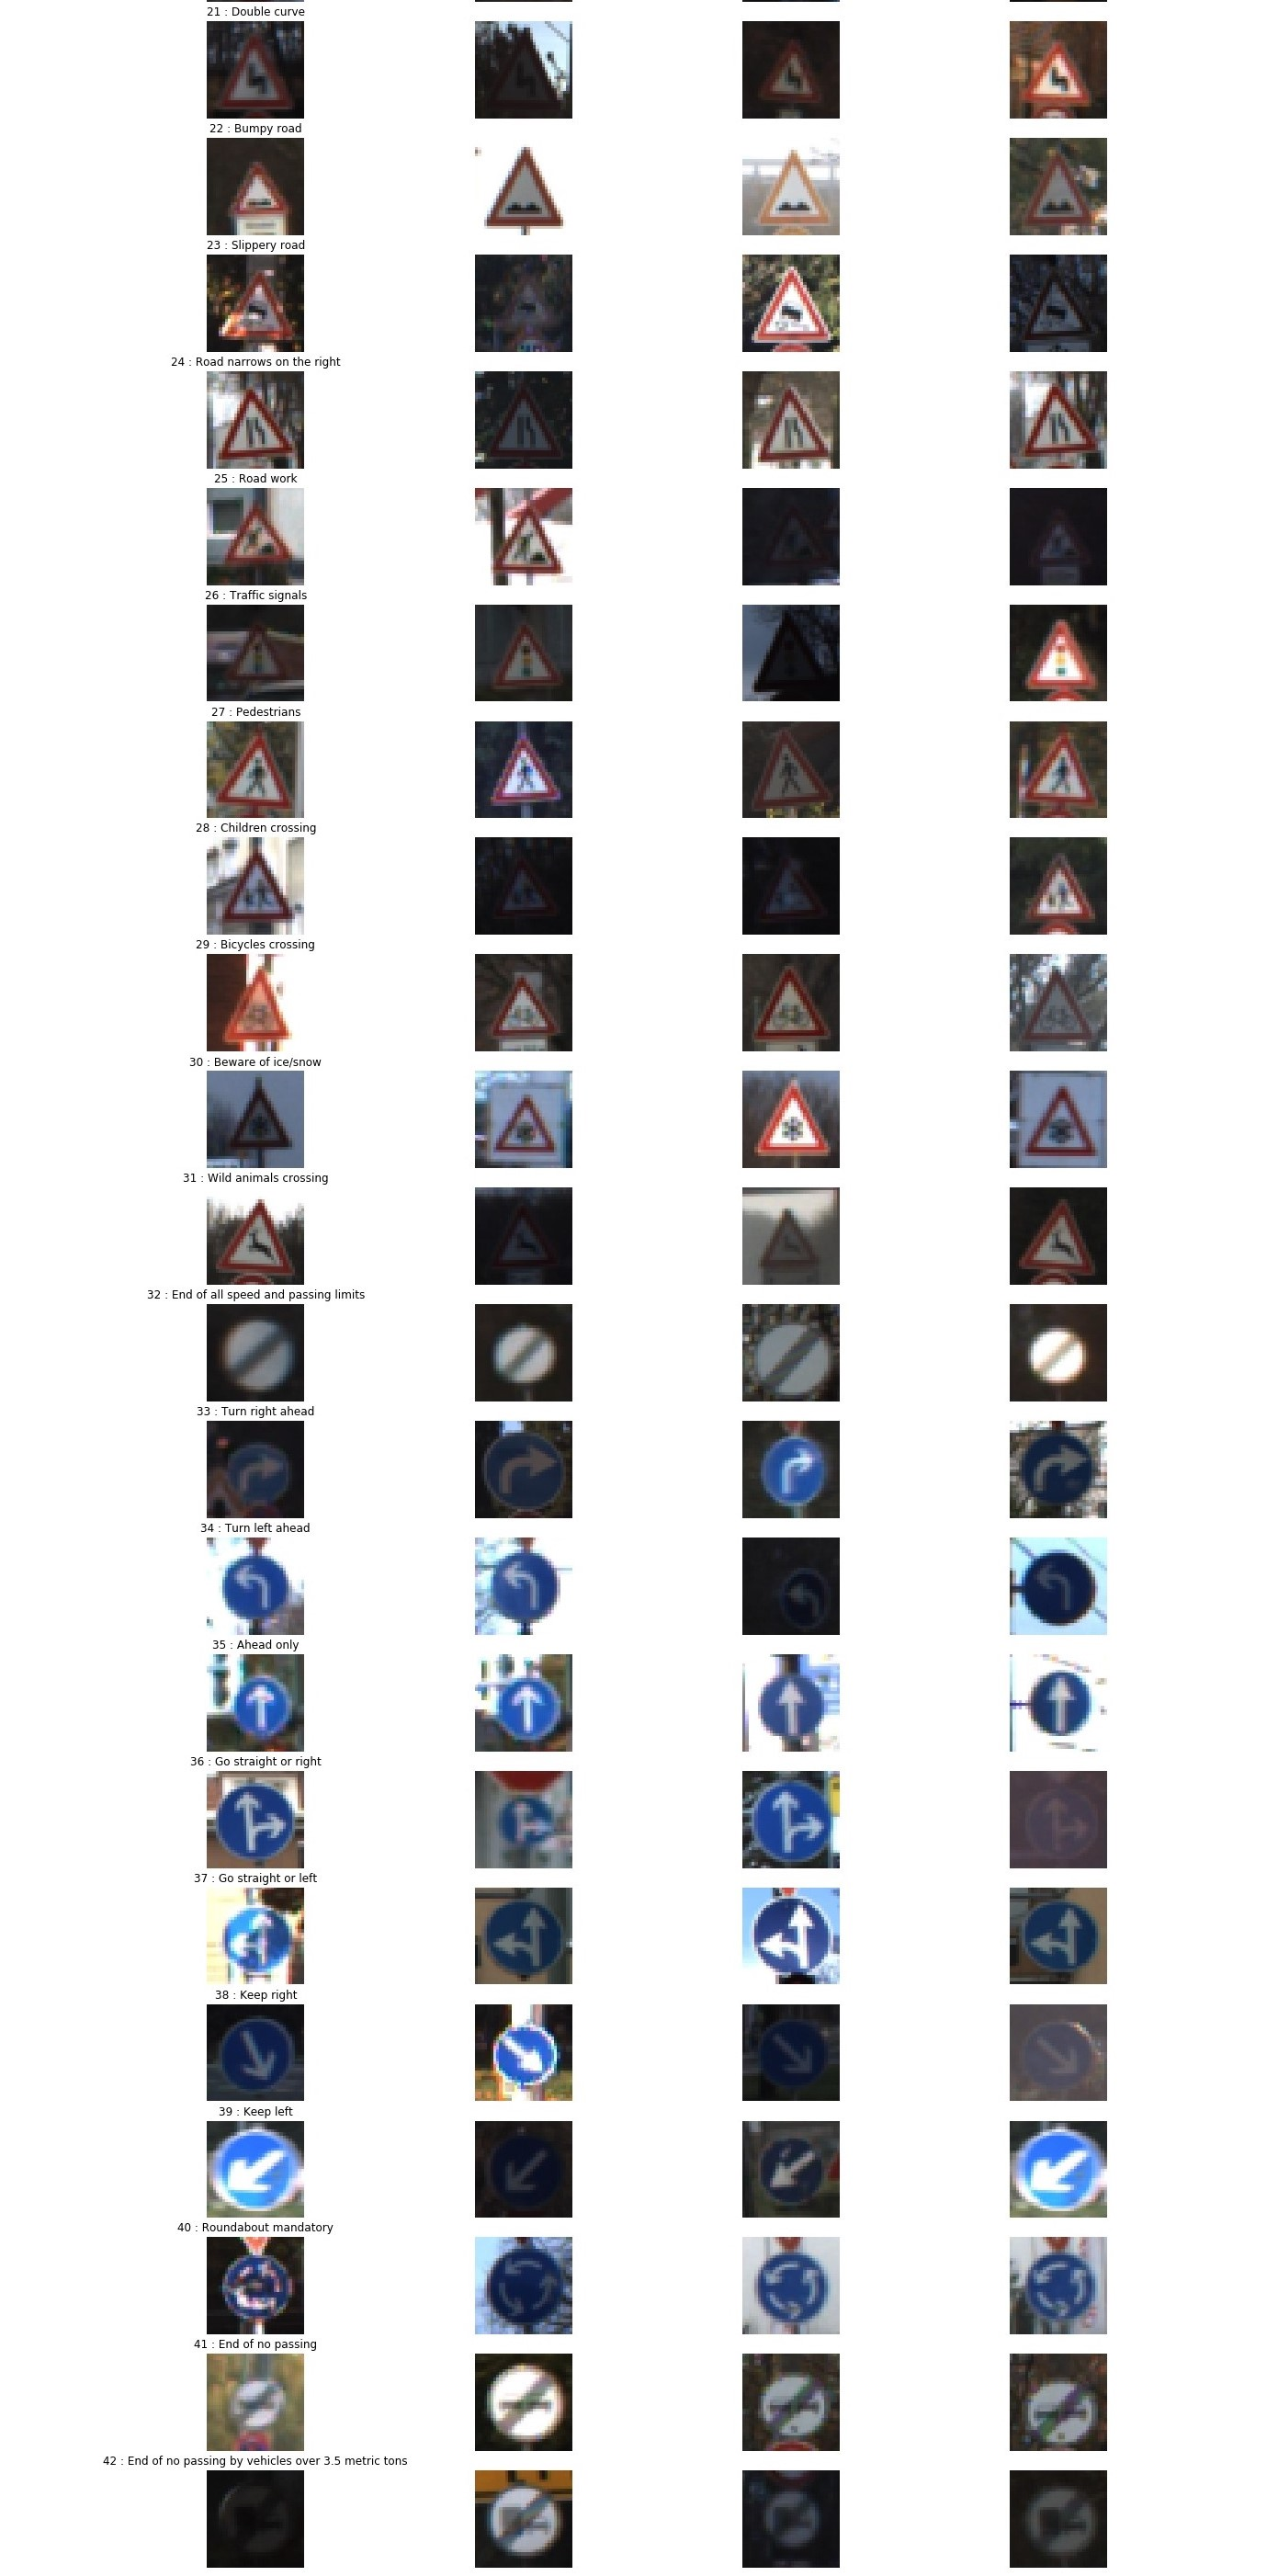 21 : Double curve
22 : Bumpy road
23 : Slippery road
24 : Road narrows on the right
25 : Road work
26 : Traffic signals
27 : Pedestrians
28 : Children crossing
29 : Bicycles crossing
30 : Beware of ice/snow
31 : Wild animals crossing
32 : End of all speed and passing limits
33 : Turn right ahead
34 : Turn left ahead
35 : Ahead only
36 : Go straight or right
37 : Go straight or left
38 : Keep right
39 : Keep left
40 : Roundabout mandatory
41 : End of no passing
42 : End of no passing by vehicles over 3.5 metric tons